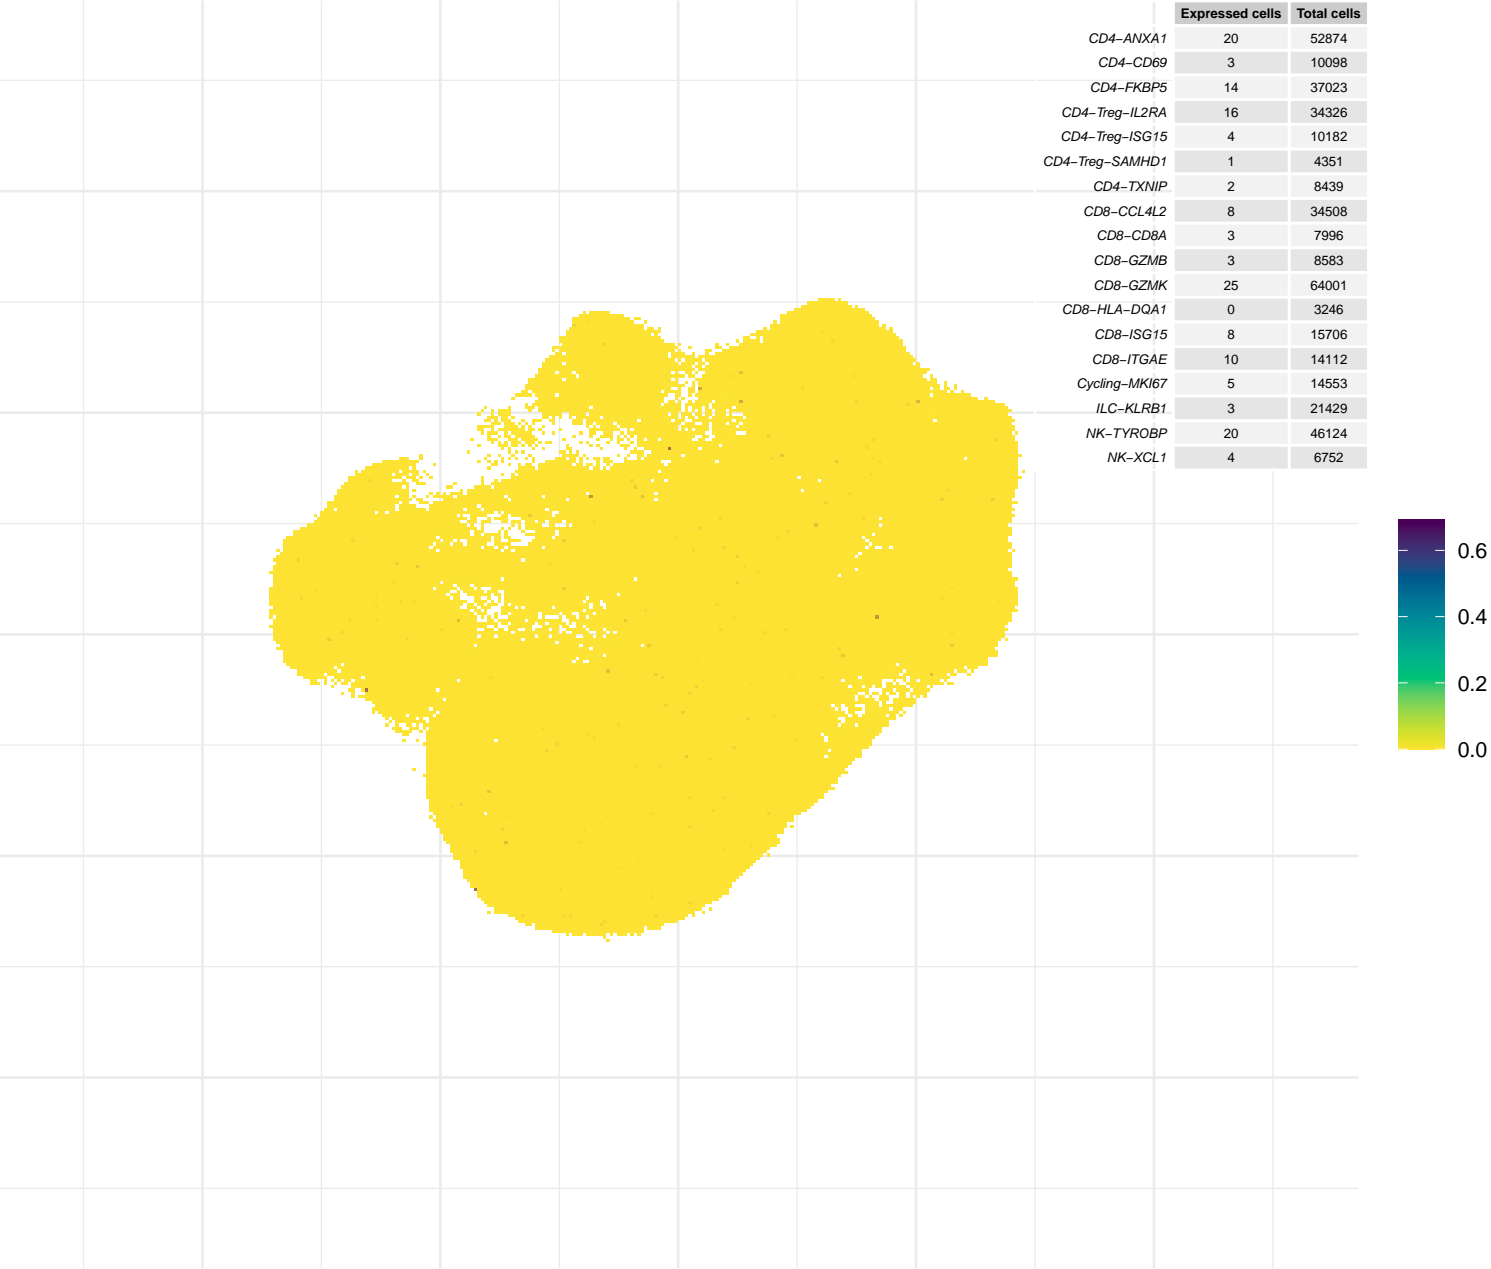 Expressed cells Total cells
CD4−ANXA1 20 52874
CD4−CD69 3 10098
CD4−FKBP5 14 37023
CD4−Treg−IL2RA 16 34326
CD4−Treg−ISG15 4 10182
CD4−Treg−SAMHD1 1 4351
CD4−TXNIP 2 8439
CD8−CCL4L2 8 34508
CD8−CD8A 3 7996
CD8−GZMB 3 8583
CD8−GZMK 25 64001
CD8−HLA−DQA1 0 3246
CD8−ISG15 8 15706
CD8−ITGAE 10 14112
Cycling−MKI67 5 14553
ILC−KLRB1 3 21429
NK−TYROBP 20 46124
NK−XCL1 4 6752
0.6
0.4
0.2
0.0